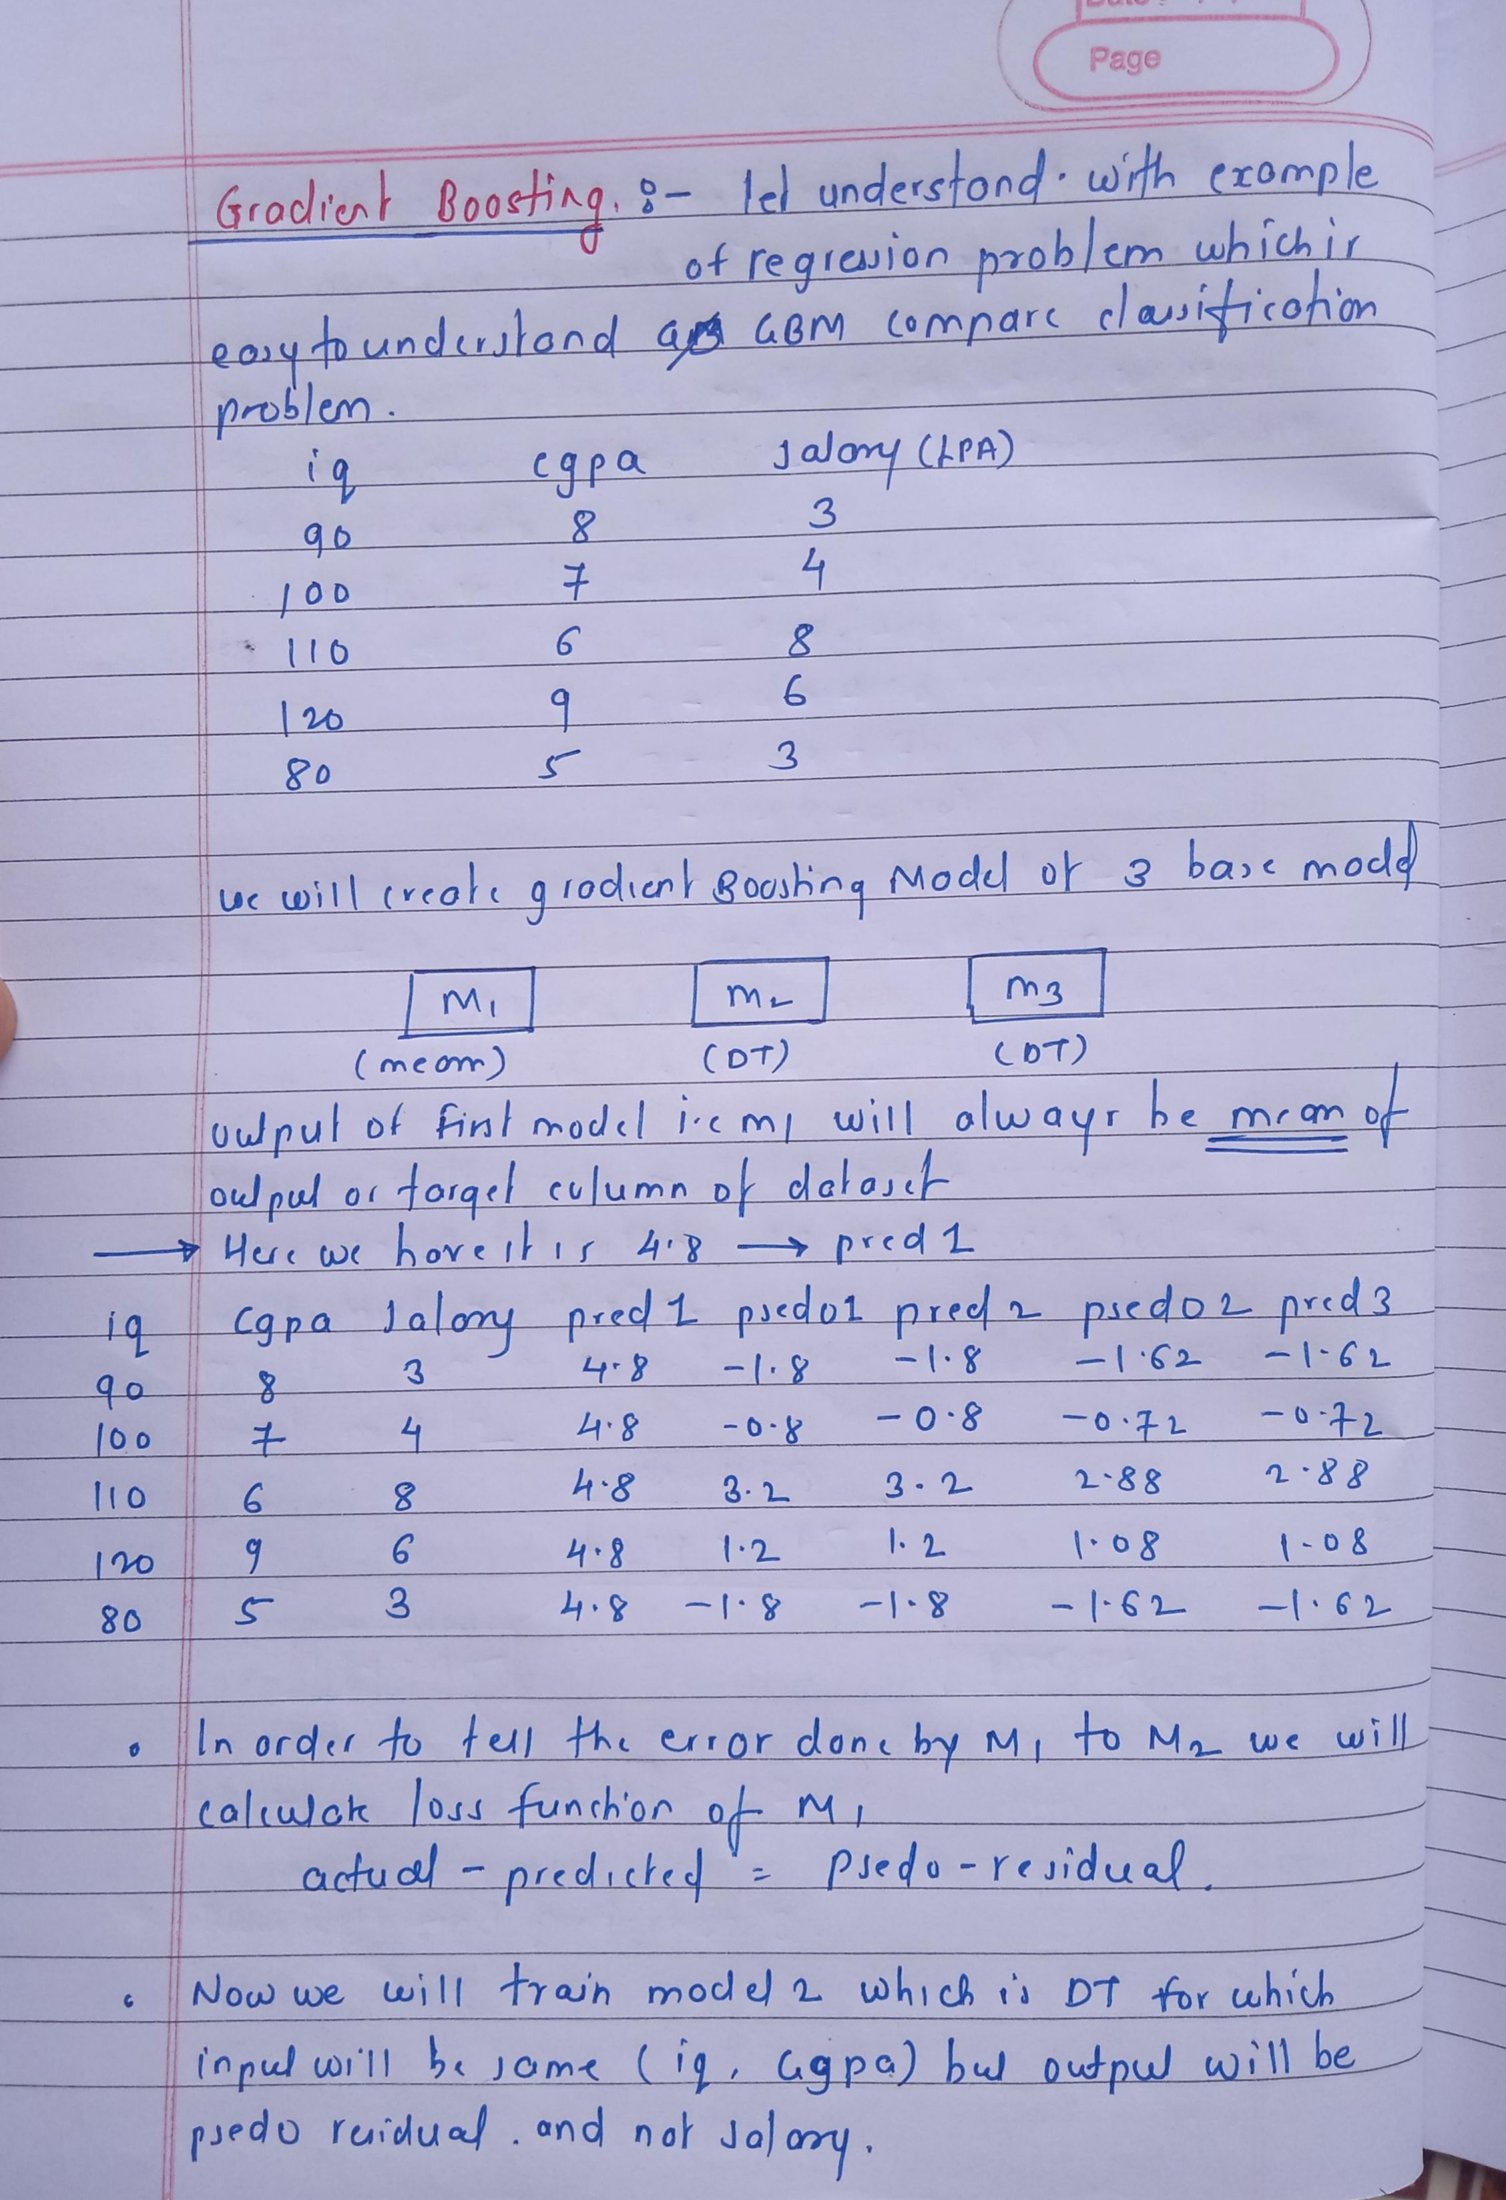 Page
Gradient Boosting. :- let understand. with example
of regression problem which is
easy to understand GBM compare classification
problem.
iq cgpa salary (LPA)
90 8 3
100 7 4
110 6 8
120 9 6
80 5 3
we will create gradient Boosting Model of 3 base model
M1 m2 m3
(mean) (DT) (DT)
output of first model i.e m1 will always be mean of
output or target column of dataset
→ Here we have it is 4.8 → pred 1
iq cgpa salary pred 1 psedo1 pred 2 psedo 2 pred 3
90 8 3 4.8 -1.8 -1.8 -1.62 -1.62
100 7 4 4.8 -0.8 -0.8 -0.72 -0.72
110 6 8 4.8 3.2 3.2 2.88 2.88
120 9 6 4.8 1.2 1.2 1.08 1.08
80 5 3 4.8 -1.8 -1.8 -1.62 -1.62
• In order to tell the error done by M1 to M2 we will
calculate loss function of M1
actual - predicted = Psedo-residual.
• Now we will train model 2 which is DT for which
input will be same (iq, cgpa) but output will be
psedo residual. and not salary.